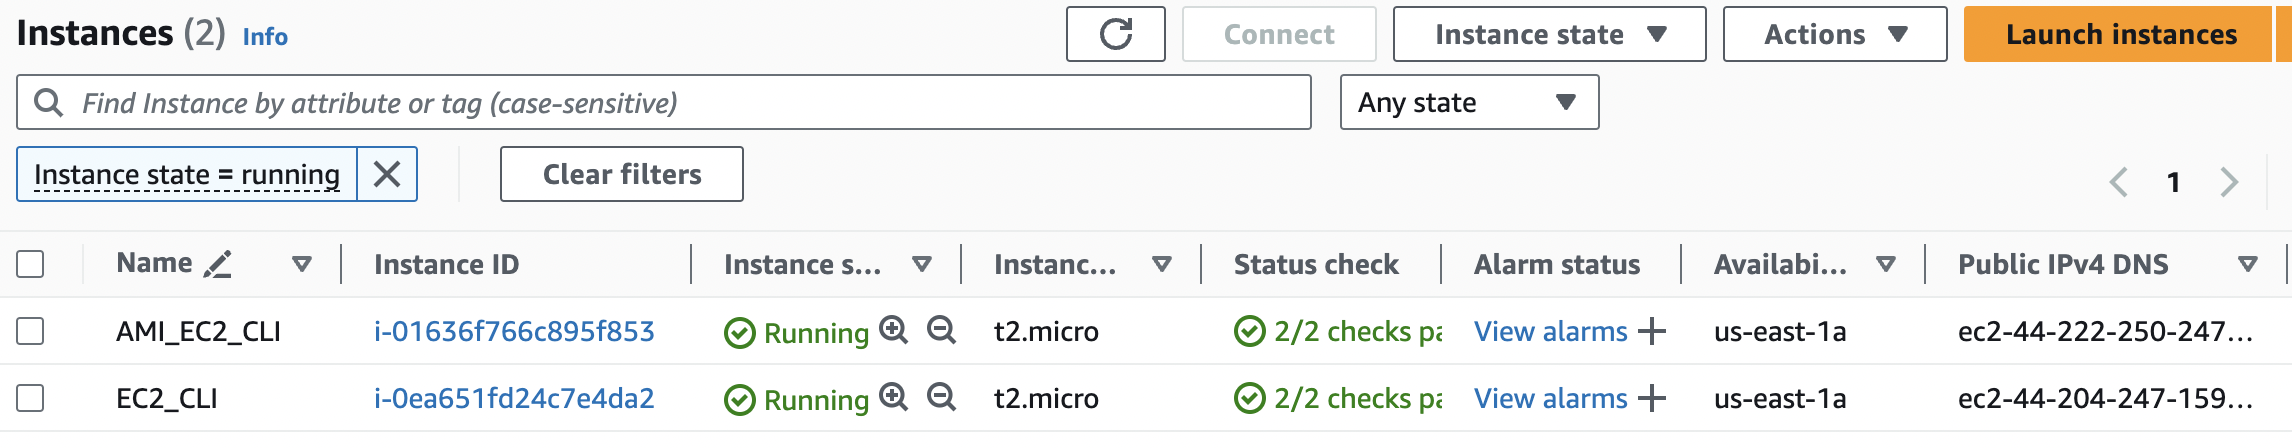 Instances (2) Info Connect Instance state Actions Launch instances
Find Instance by attribute or tag (case-sensitive) Any state
Instance state = running Clear filters 1
Name Instance ID Instance s... Instanc... Status check Alarm status Availabi... Public IPv4 DNS
AMI_EC2_CLI i-01636f766c895f853 Running t2.micro 2/2 checks pa View alarms us-east-1a ec2-44-222-250-247...
EC2_CLI i-0ea651fd24c7e4da2 Running t2.micro 2/2 checks pa View alarms us-east-1a ec2-44-204-247-159...